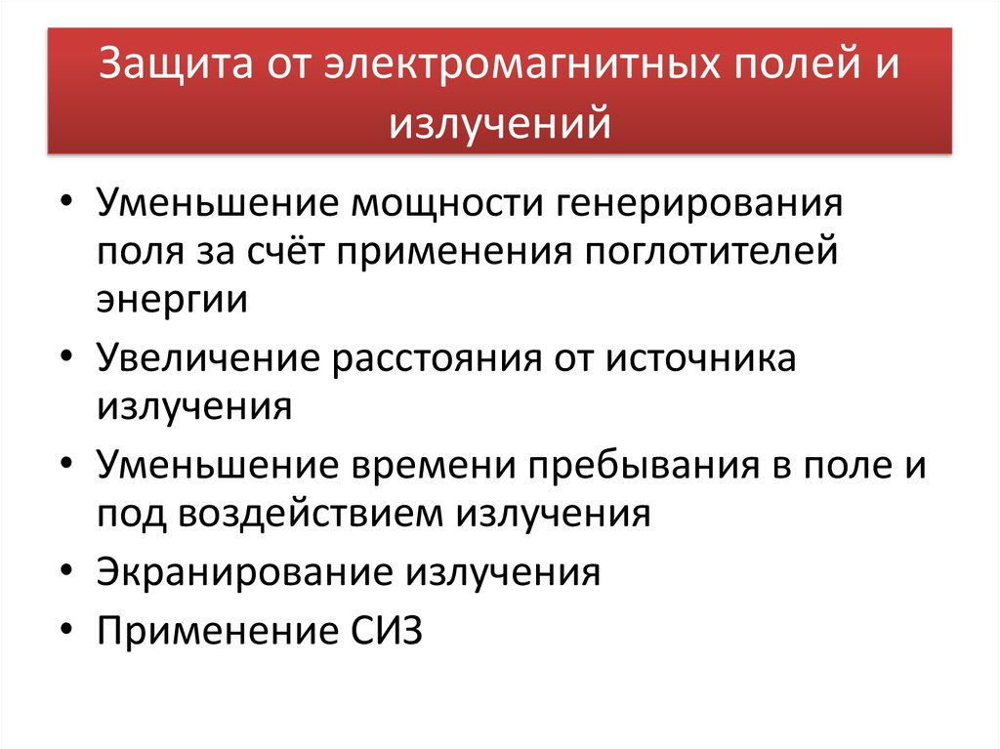 Защита от электромагнитных полей и
излучений
• Уменьшение мощности генерирования
поля за счёт применения поглотителей
энергии
• Увеличение расстояния от источника
излучения
• Уменьшение времени пребывания в поле и
под воздействием излучения
• Экранирование излучения
• Применение СИЗ